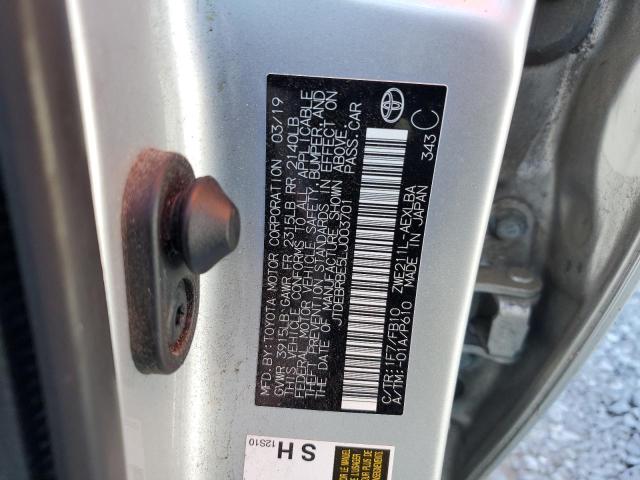 MFD.BY:TOYOTA MOTOR CORPORATION 03/19
GVWR 3915LB GAWR FR 2315LB RR 2140LB
THIS VEHICLE CONFORMS TO ALL APPLICABLE
FEDERAL MOTOR VEHICLE SAFETY, BUMPER, AND
THEFT PREVENTION STANDARDS IN EFFECT ON
THE DATE OF MANUFACTURE SHOWN ABOVE.
JTDEBRBE5LJ003701 PASS.CAR
C/TR:1F7/FB10 ZWE211L-AEXLBA
A/TM:-01A/P610 MADE IN JAPAN 343 C
S H
12S10